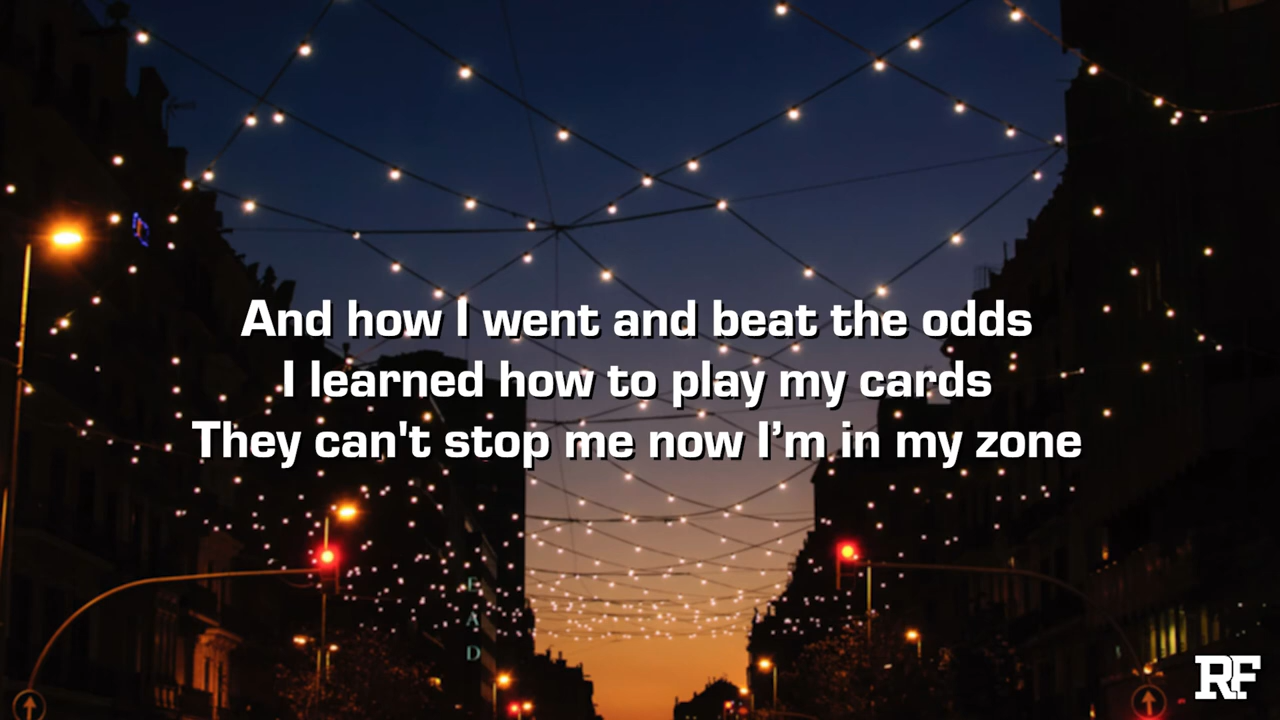 And how I went and beat the odds
I learned how to play my cards
They can't stop me now I’m in my zone
E
A
D
RF